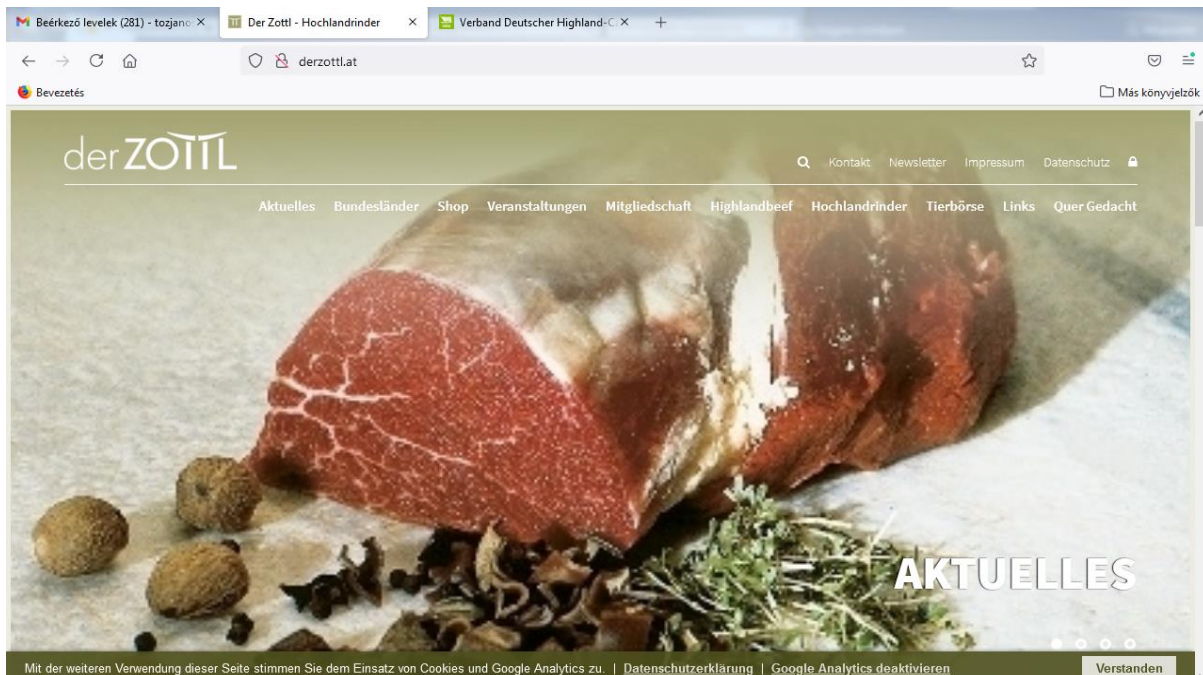 Beérkező levelek (281) - tozjano
Der Zottl - Hochlandrinder
Verband Deutscher Highland-C
derzottl.at
Bevezetés
Más könyvjelzők
der ZOTTL
Kontakt Newsletter Impressum Datenschutz
Aktuelles Bundesländer Shop Veranstaltungen Mitgliedschaft Highlandbeef Hochlandrinder Tierbörse Links Quer Gedacht
AKTUELLES
Mit der weiteren Verwendung dieser Seite stimmen Sie dem Einsatz von Cookies und Google Analytics zu. | Datenschutzerklärung | Google Analytics deaktivieren Verstanden